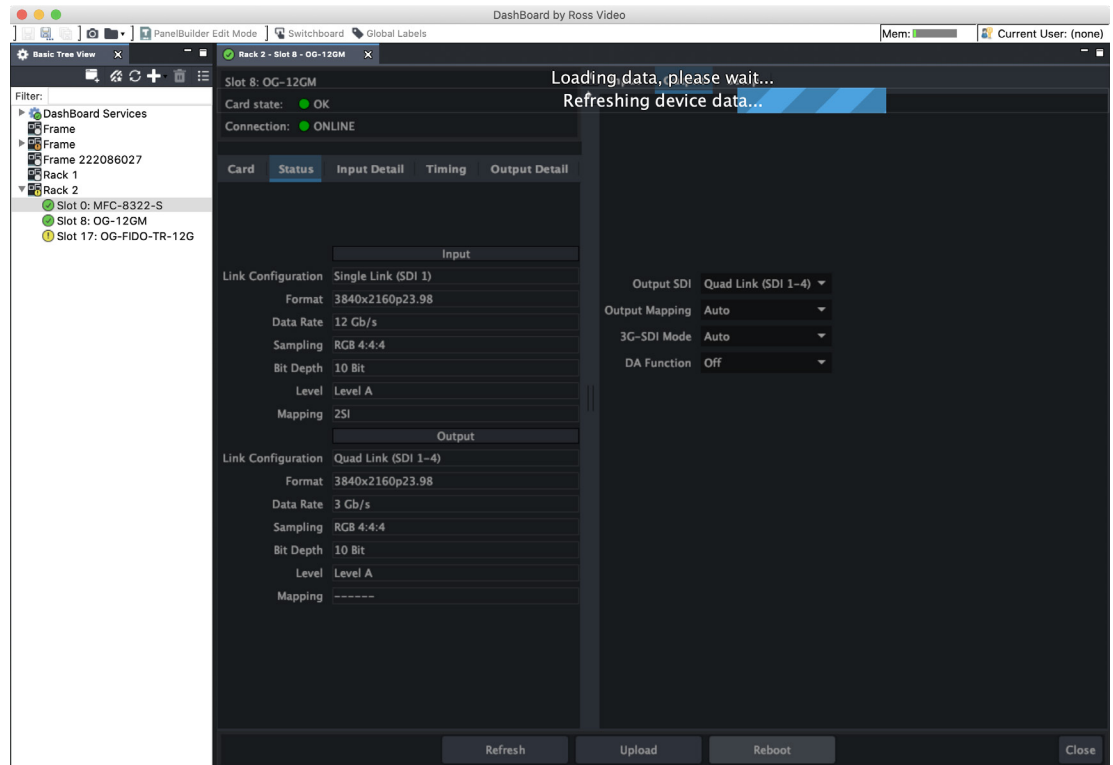 DashBoard by Ross Video
PanelBuilder Edit Mode
Switchboard
Global Labels
Mem:
Current User: (none)
Basic Tree View
Rack 2 - Slot 8 - OG-12GM
Filter:
DashBoard Services
Frame
Frame
Frame 222086027
Rack 1
Rack 2
Slot 0: MFC-8322-S
Slot 8: OG-12GM
Slot 17: OG-FIDO-TR-12G
Slot 8: OG-12GM
Card state: OK
Connection: ONLINE
Loading data, please wait...
Refreshing device data...
Card
Status
Input Detail
Timing
Output Detail
Input
Link Configuration Single Link (SDI 1)
Format 3840x2160p23.98
Data Rate 12 Gb/s
Sampling RGB 4:4:4
Bit Depth 10 Bit
Level Level A
Mapping 2SI
Output
Link Configuration Quad Link (SDI 1-4)
Format 3840x2160p23.98
Data Rate 3 Gb/s
Sampling RGB 4:4:4
Bit Depth 10 Bit
Level Level A
Mapping ------
Output SDI Quad Link (SDI 1-4)
Output Mapping Auto
3G-SDI Mode Auto
DA Function Off
Refresh
Upload
Reboot
Close